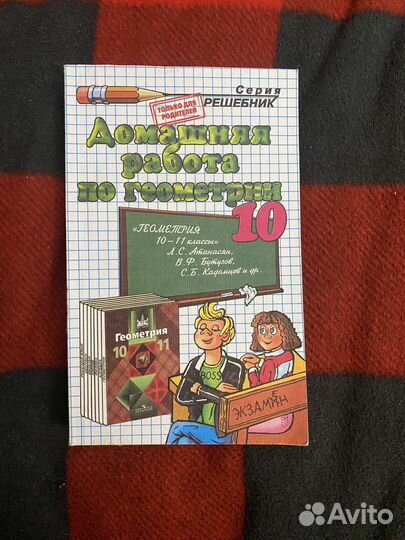 Серия
РЕШЕБНИК
ТОЛЬКО ДЛЯ
РОДИТЕЛЕЙ
Домашняя
работа
по геометрии
10
«ГЕОМЕТРИЯ
10–11 классы»
Л.С. Атанасян,
В.Ф. Бутузов,
С.Б. Кадомцев и др.
Геометрия
10 11
BOSS
ЭКЗАМЕН
Avito